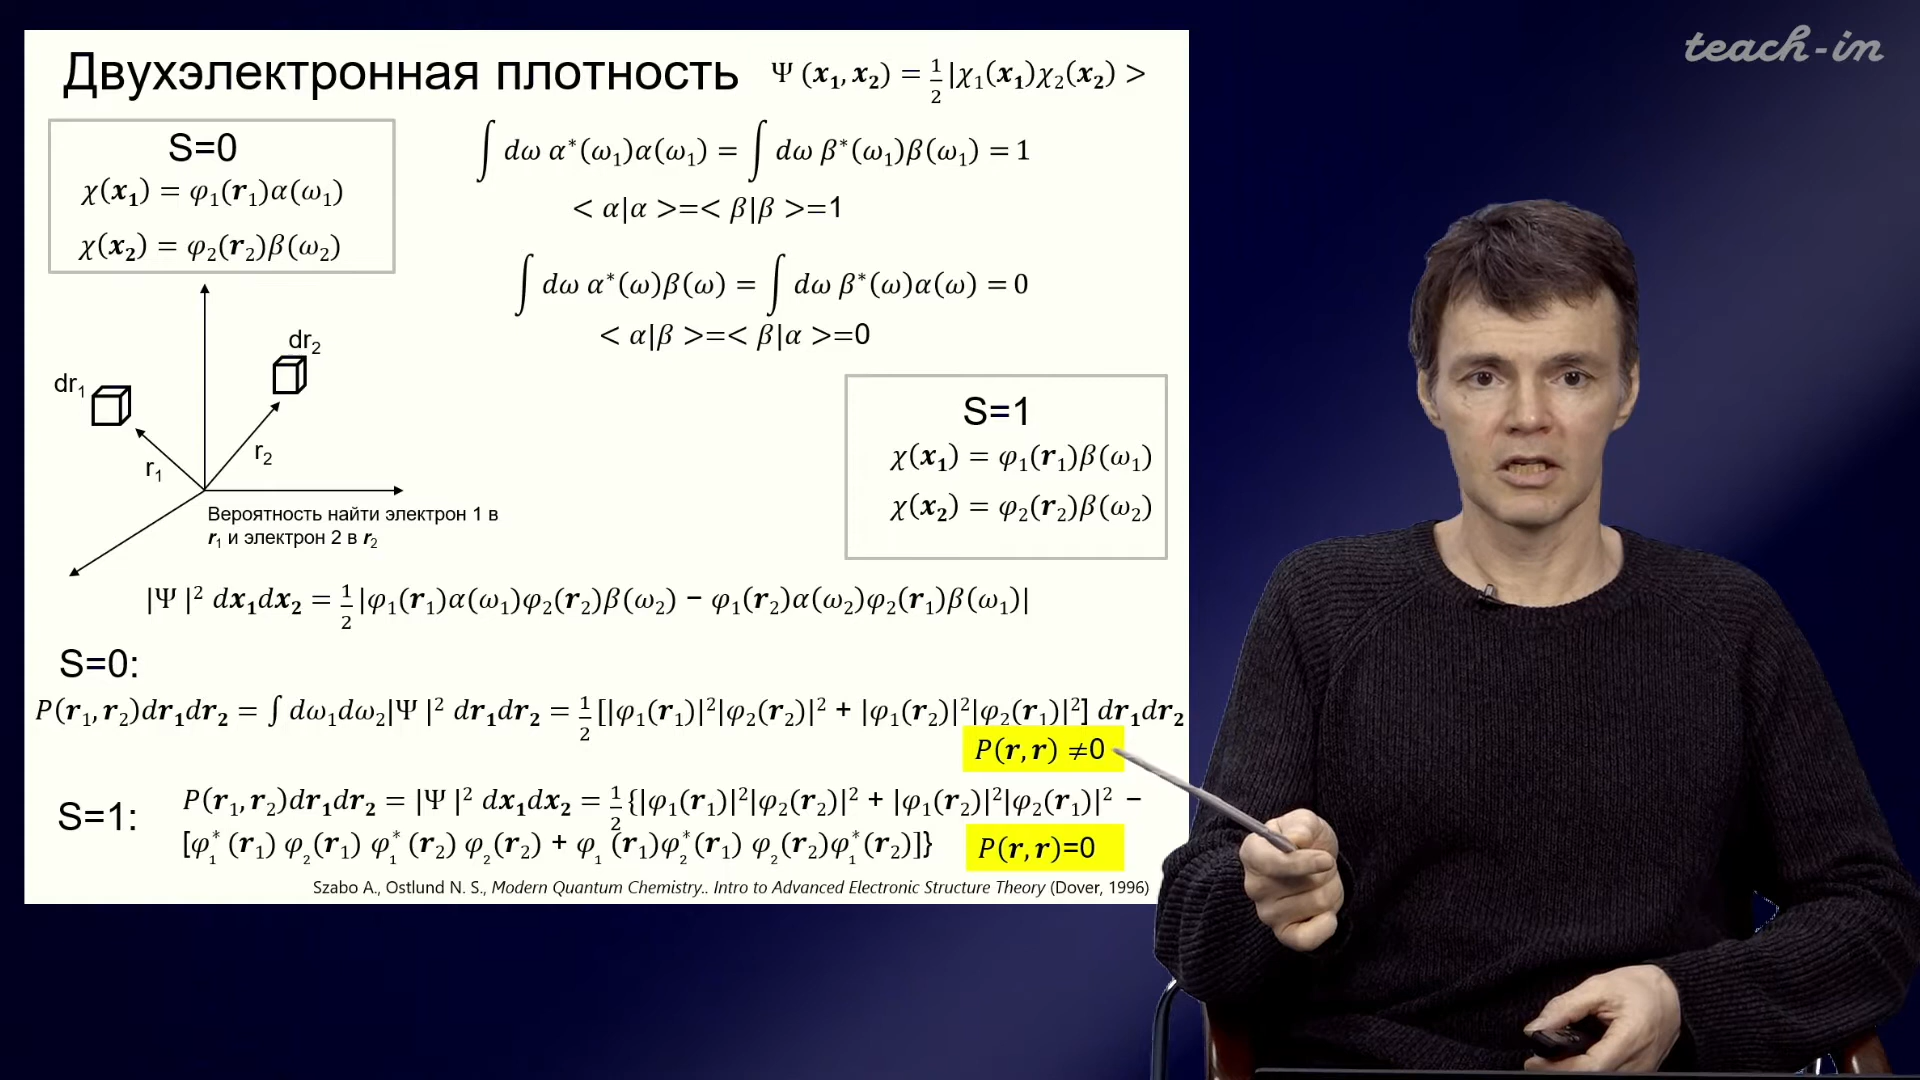 teach-in
Двухэлектронная плотность
Ψ (x₁, x₂) = ½ |χ₁(x₁)χ₂(x₂) >
S=0
χ(x₁) = φ₁(r₁)α(ω₁)
χ(x₂) = φ₂(r₂)β(ω₂)
∫ dω α*(ω₁)α(ω₁) = ∫ dω β*(ω₁)β(ω₁) = 1
< α|α >=< β|β >=1
∫ dω α*(ω)β(ω) = ∫ dω β*(ω)α(ω) = 0
< α|β >=< β|α >=0
dr₂
dr₁
r₂
r₁
S=1
χ(x₁) = φ₁(r₁)β(ω₁)
χ(x₂) = φ₂(r₂)β(ω₂)
Вероятность найти электрон 1 в
r₁ и электрон 2 в r₂
|Ψ |² dx₁dx₂ = ½ |φ₁(r₁)α(ω₁)φ₂(r₂)β(ω₂) − φ₁(r₂)α(ω₂)φ₂(r₁)β(ω₁)|
S=0:
P(r₁, r₂)dr₁dr₂ = ∫ dω₁dω₂|Ψ |² dr₁dr₂ = ½ [|φ₁(r₁)|²|φ₂(r₂)|² + |φ₁(r₂)|²|φ₂(r₁)|²] dr₁dr₂
P(r, r) ≠0
S=1:
P(r₁, r₂)dr₁dr₂ = |Ψ |² dx₁dx₂ = ½ {|φ₁(r₁)|²|φ₂(r₂)|² + |φ₁(r₂)|²|φ₂(r₁)|² −
[φ₁* (r₁) φ₂(r₁) φ₁* (r₂) φ₂(r₂) + φ₁ (r₁)φ₂*(r₁) φ₂(r₂)φ₁*(r₂)]}
P(r, r)=0
Szabo A., Ostlund N. S., Modern Quantum Chemistry.. Intro to Advanced Electronic Structure Theory (Dover, 1996)